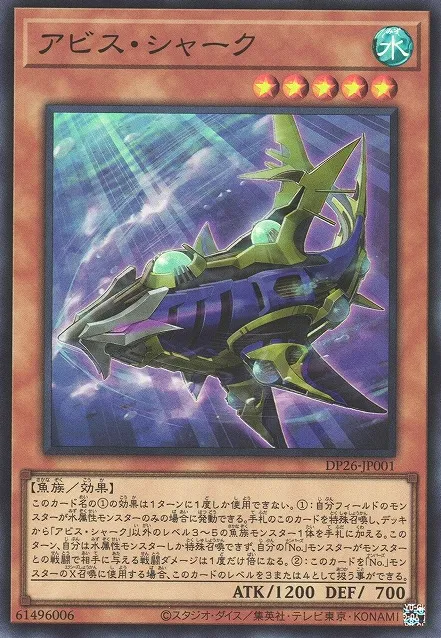 アビス・シャーク
水
DP26-JP001
【魚族/効果】
このカード名の①の効果は1ターンに1度しか使用できない。①:自分フィールドのモン
スターが水属性モンスターのみの場合に発動できる。手札のこのカードを特殊召喚し、デッキ
から「アビス・シャーク」以外のレベル3~5の魚族モンスター1体を手札に加える。このタ
ーン、自分は水属性モンスターしか特殊召喚できず、自分の「No.」モンスターがモンスター
との戦闘で相手に与える戦闘ダメージは1度だけ倍になる。②:このカードを「No.」モン
スターのX召喚に使用する場合、このカードのレベルを3または4として扱う事ができる。
ATK/1200 DEF/ 700
61496006 ©スタジオ・ダイス/集英社・テレビ東京・KONAMI